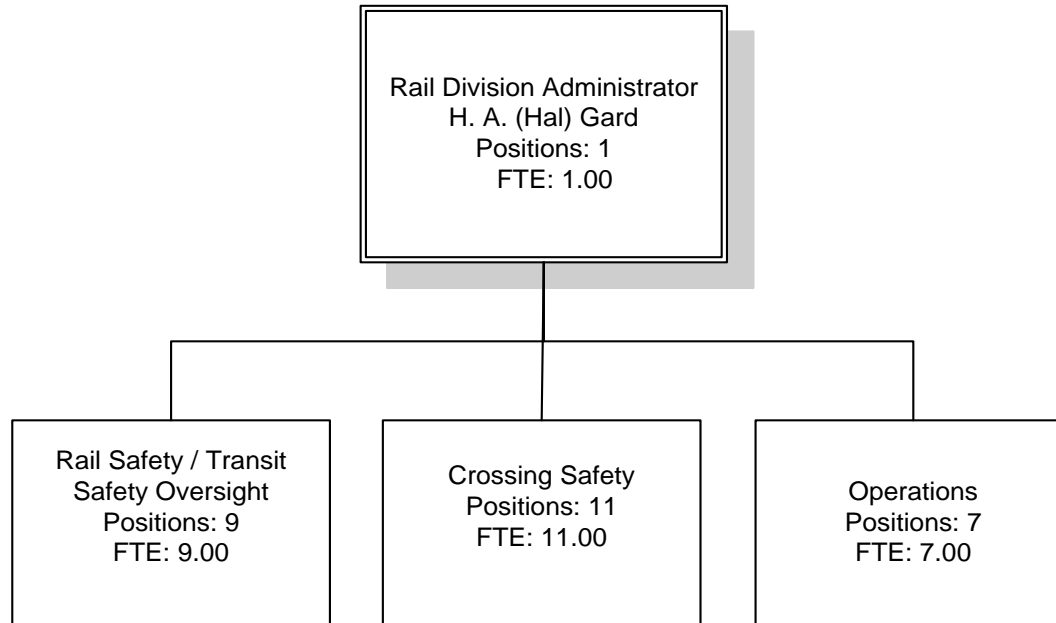 Rail Division Administrator
H. A. (Hal) Gard
Positions: 1
FTE: 1.00
Rail Safety / Transit
Safety Oversight
Positions: 9
FTE: 9.00
Crossing Safety
Positions: 11
FTE: 11.00
Operations
Positions: 7
FTE: 7.00